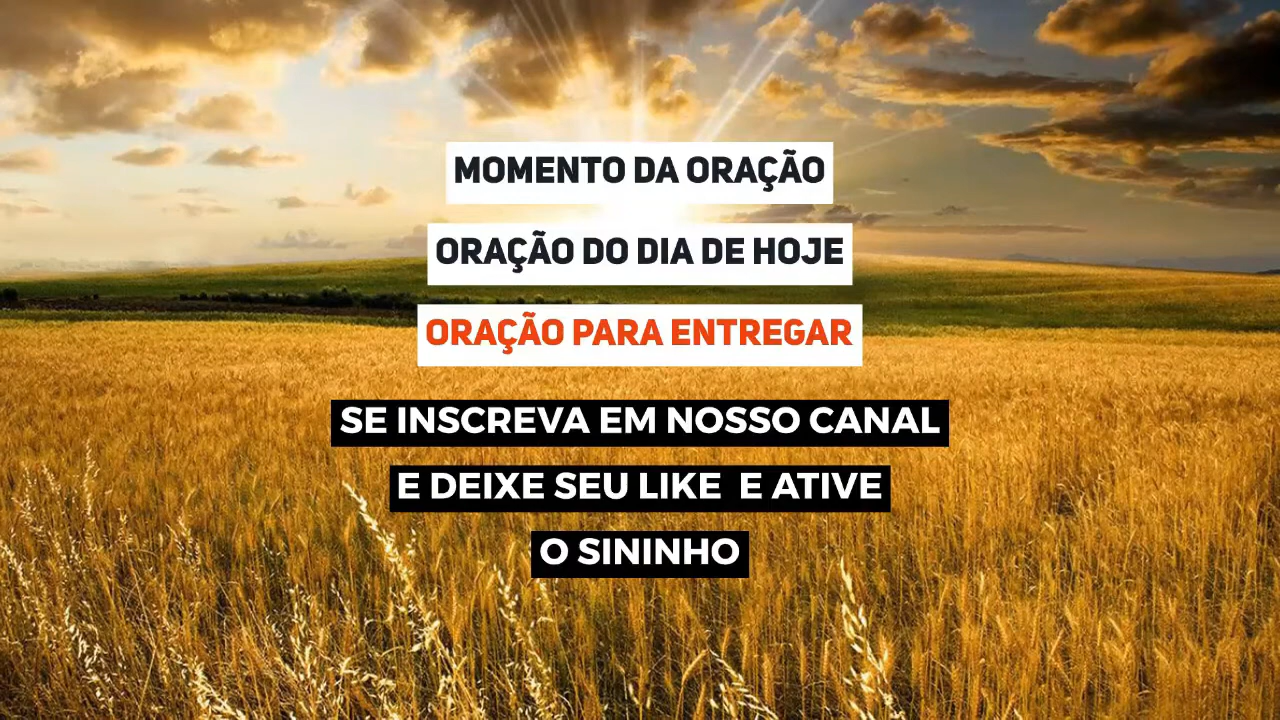 MOMENTO DA ORAÇÃO
ORAÇÃO DO DIA DE HOJE
ORAÇÃO PARA ENTREGAR
SE INSCREVA EM NOSSO CANAL
E DEIXE SEU LIKE E ATIVE
O SININHO